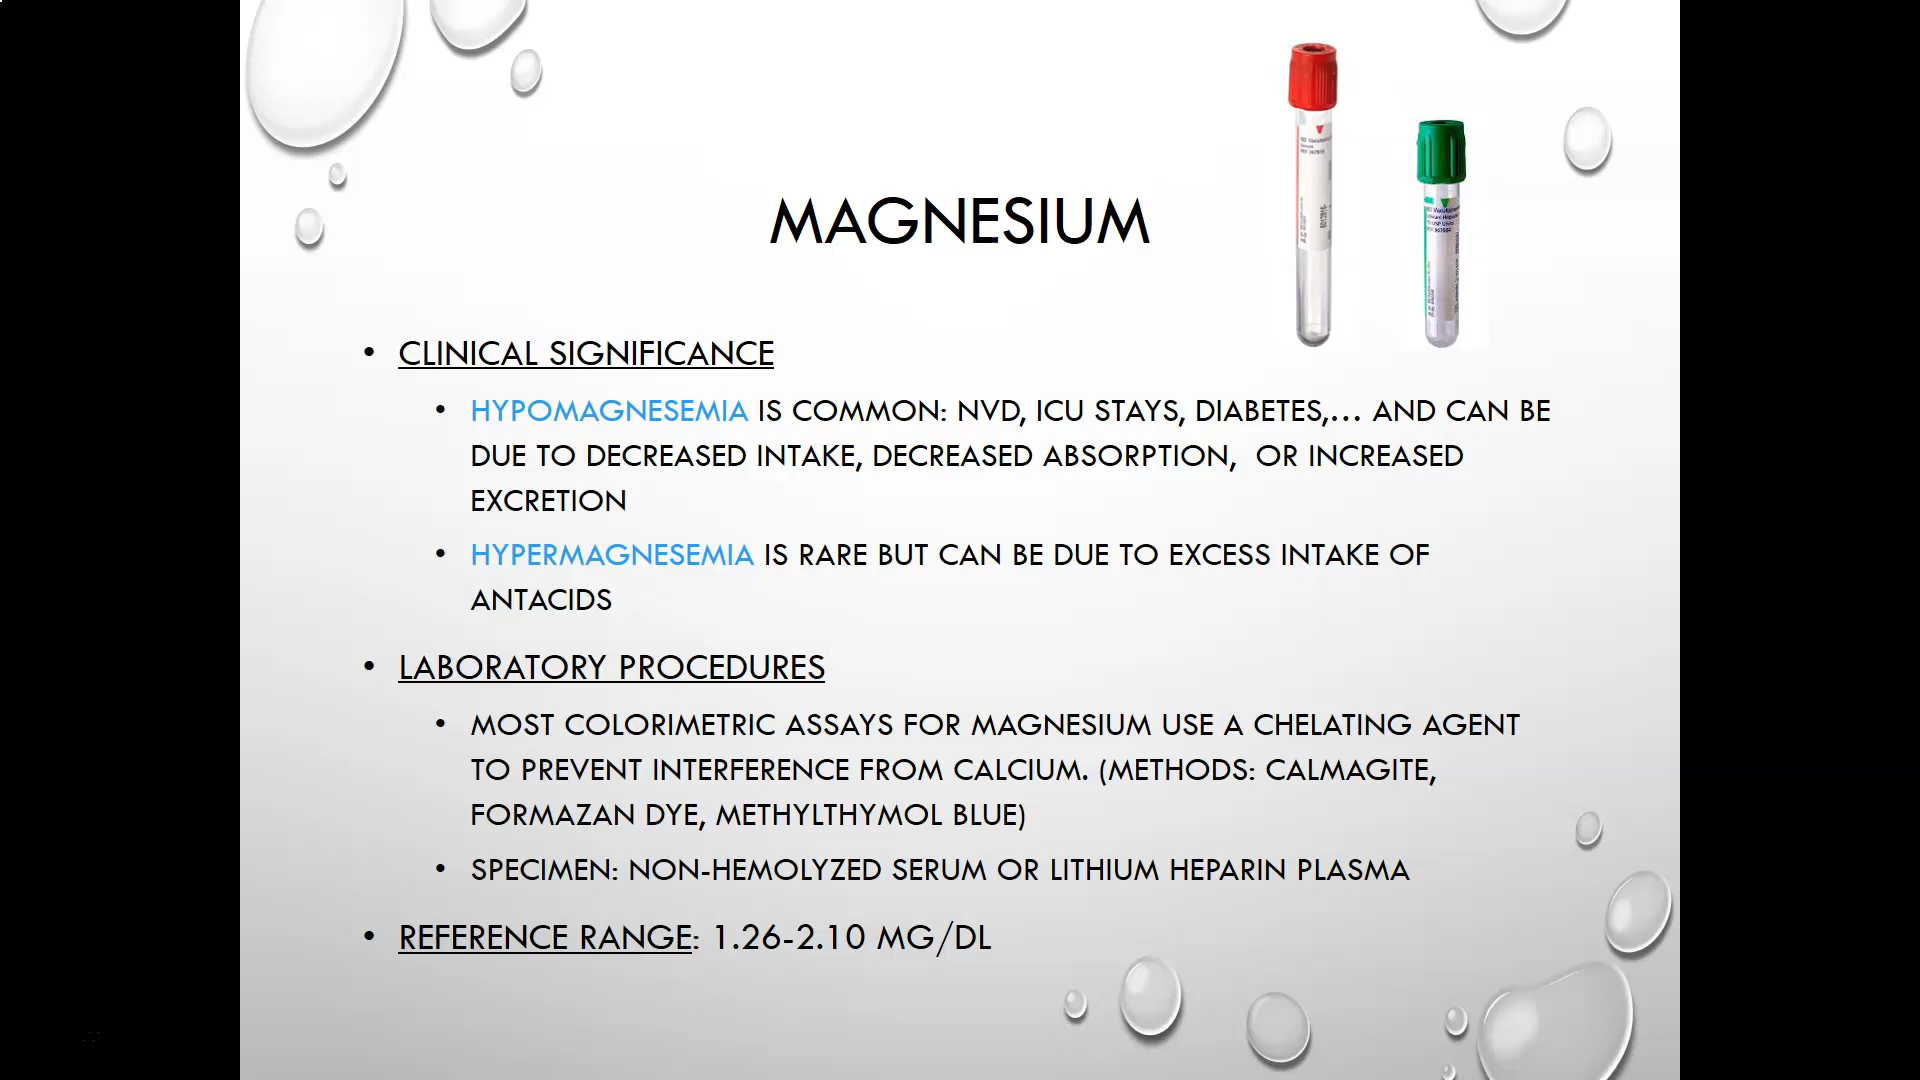 MAGNESIUM
• CLINICAL SIGNIFICANCE
• HYPOMAGNESEMIA IS COMMON: NVD, ICU STAYS, DIABETES,... AND CAN BE
DUE TO DECREASED INTAKE, DECREASED ABSORPTION,  OR INCREASED
EXCRETION
• HYPERMAGNESEMIA IS RARE BUT CAN BE DUE TO EXCESS INTAKE OF
ANTACIDS
• LABORATORY PROCEDURES
• MOST COLORIMETRIC ASSAYS FOR MAGNESIUM USE A CHELATING AGENT
TO PREVENT INTERFERENCE FROM CALCIUM. (METHODS: CALMAGITE,
FORMAZAN DYE, METHYLTHYMOL BLUE)
• SPECIMEN: NON-HEMOLYZED SERUM OR LITHIUM HEPARIN PLASMA
• REFERENCE RANGE: 1.26-2.10 MG/DL